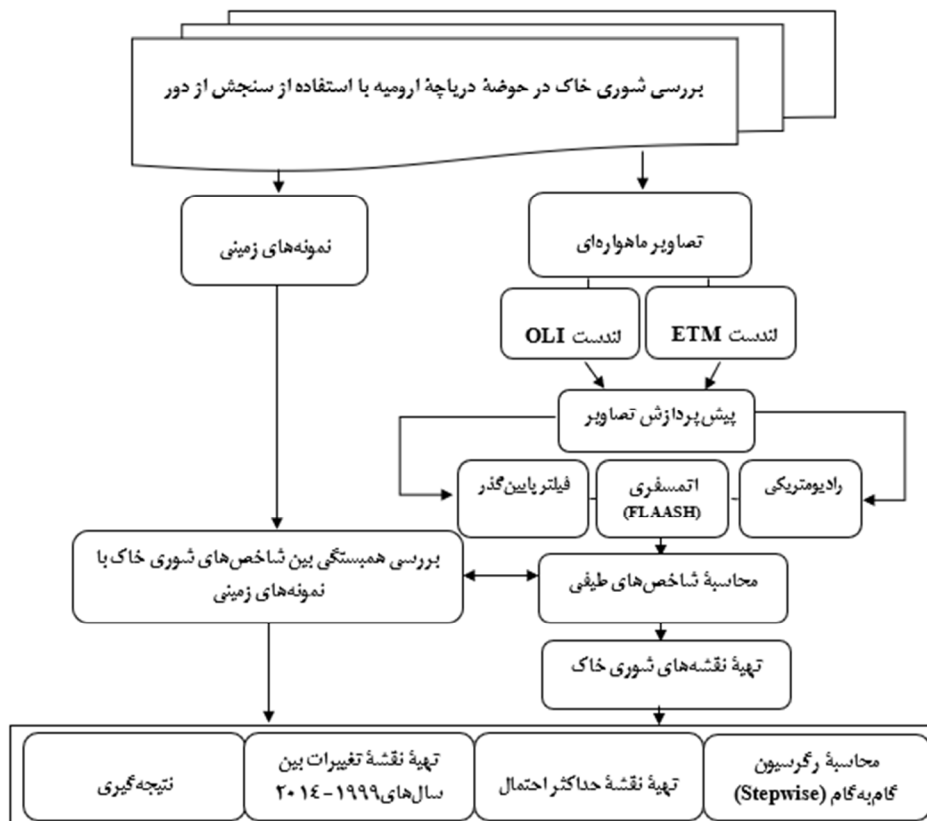 بررسی شوری خاک در حوضهٔ دریاچهٔ ارومیه با استفاده از سنجش از دور
تصاویر ماهواره‌ای
نمونه‌های زمینی
لندست ETM
لندست OLI
پیش‌پردازش تصاویر
رادیومتریکی
اتمسفری
(FLAASH)
فیلتر پایین‌گذر
بررسی همبستگی بین شاخص‌های شوری خاک با
نمونه‌های زمینی
محاسبهٔ شاخص‌های طیفی
تهیهٔ نقشه‌های شوری خاک
محاسبهٔ رگرسیون
گام‌به‌گام (Stepwise)
تهیهٔ نقشهٔ حداکثر احتمال
تهیهٔ نقشهٔ تغییرات بین
سال‌های ۱۹۹۹-۲۰۱۴
نتیجه‌گیری